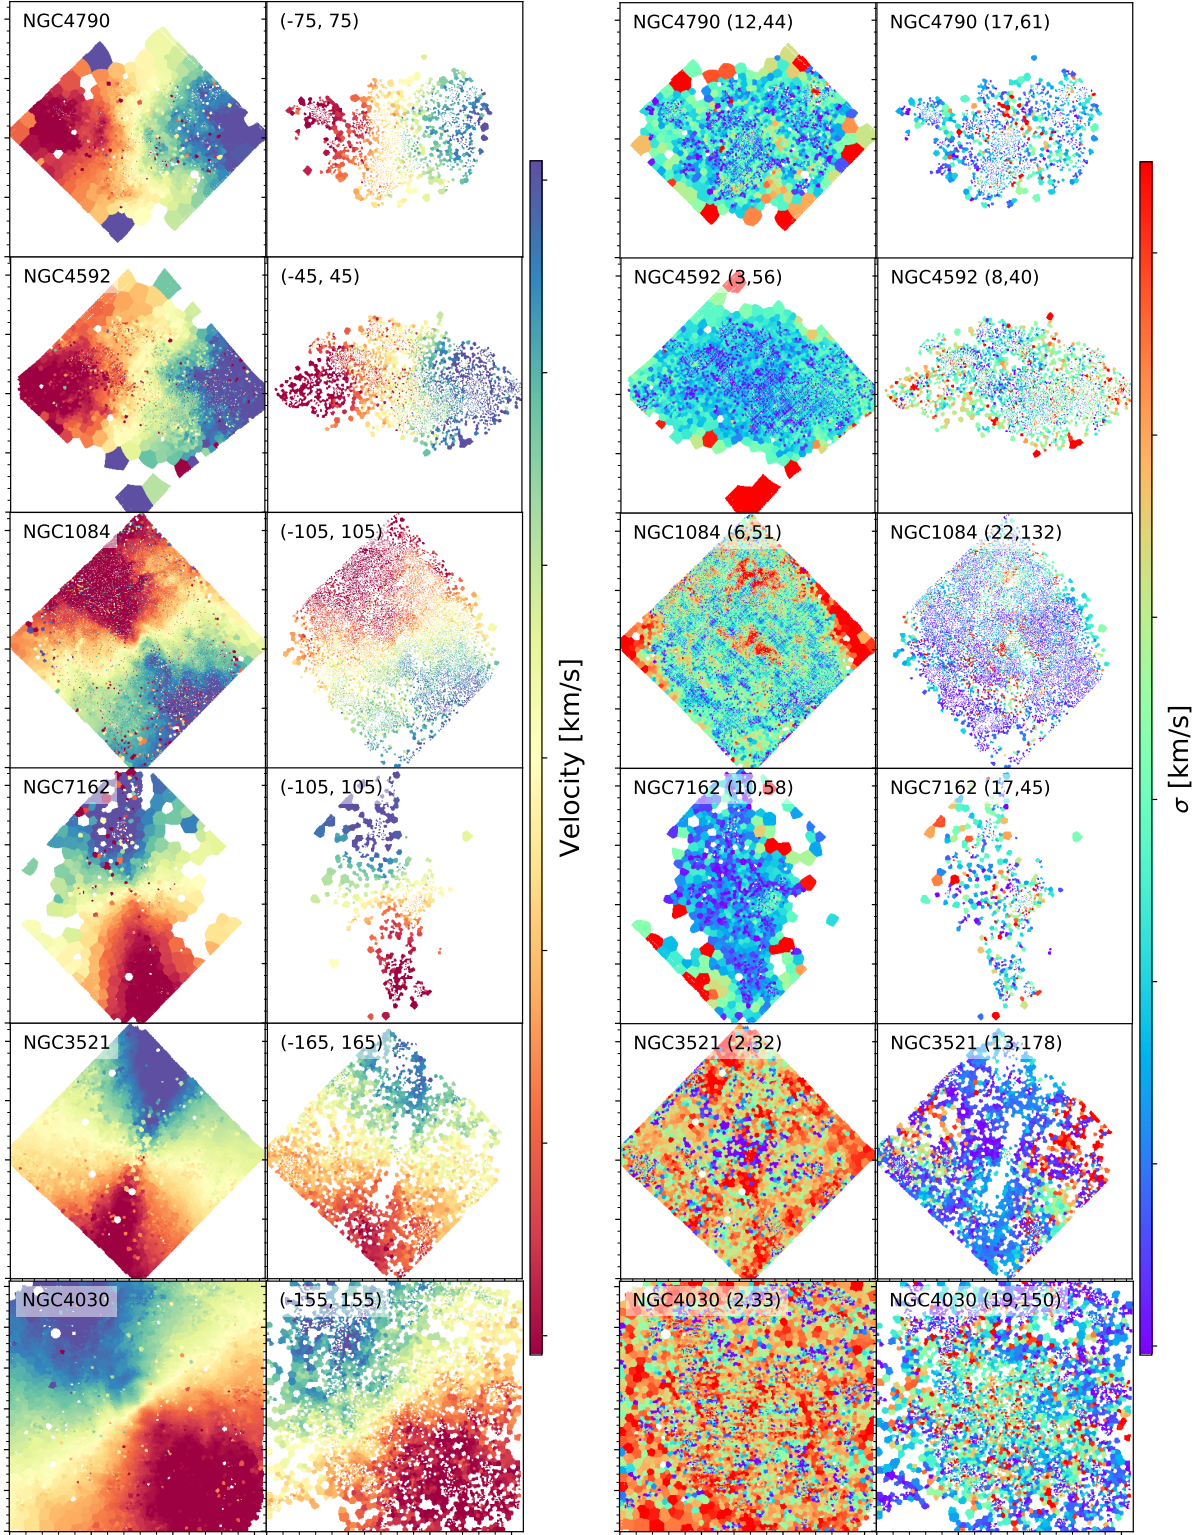 NGC4790 (-75, 75) NGC4790 (12,44) NGC4790 (17,61)
NGC4592 (-45, 45) NGC4592 (3,56) NGC4592 (8,40)
NGC1084 (-105, 105) NGC1084 (6,51) NGC1084 (22,132)
Velocity [km/s]
σ [km/s]
NGC7162 (-105, 105) NGC7162 (10,58) NGC7162 (17,45)
NGC3521 (-165, 165) NGC3521 (2,32) NGC3521 (13,178)
NGC4030 (-155, 155) NGC4030 (2,33) NGC4030 (19,150)